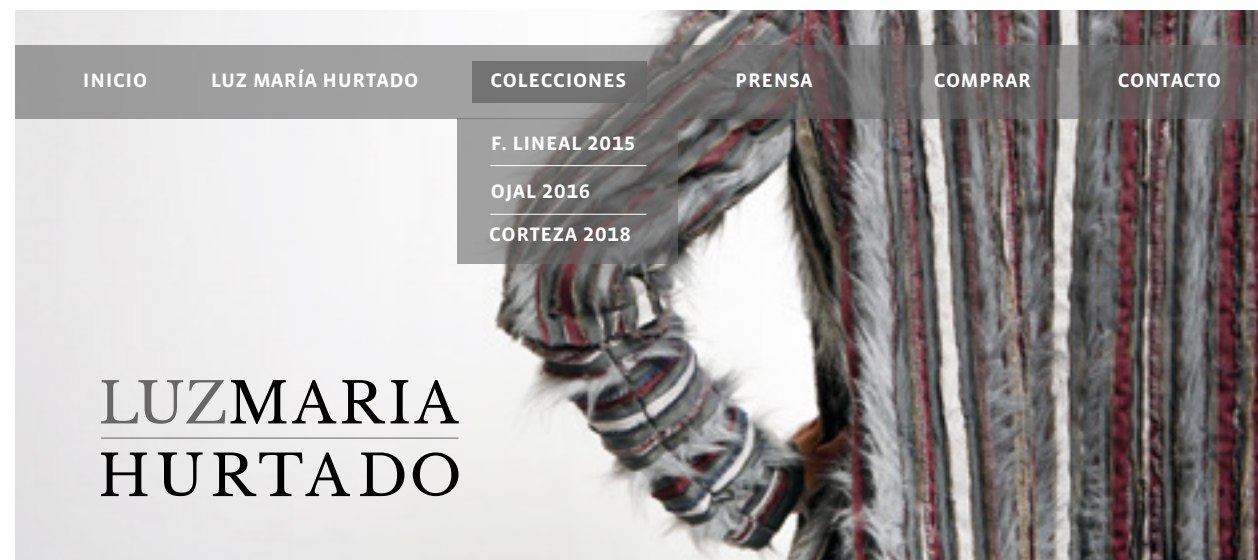 INICIO LUZ MARÍA HURTADO COLECCIONES PRENSA COMPRAR CONTACTO
F. LINEAL 2015
OJAL 2016
CORTEZA 2018
LUZMARIA
HURTADO